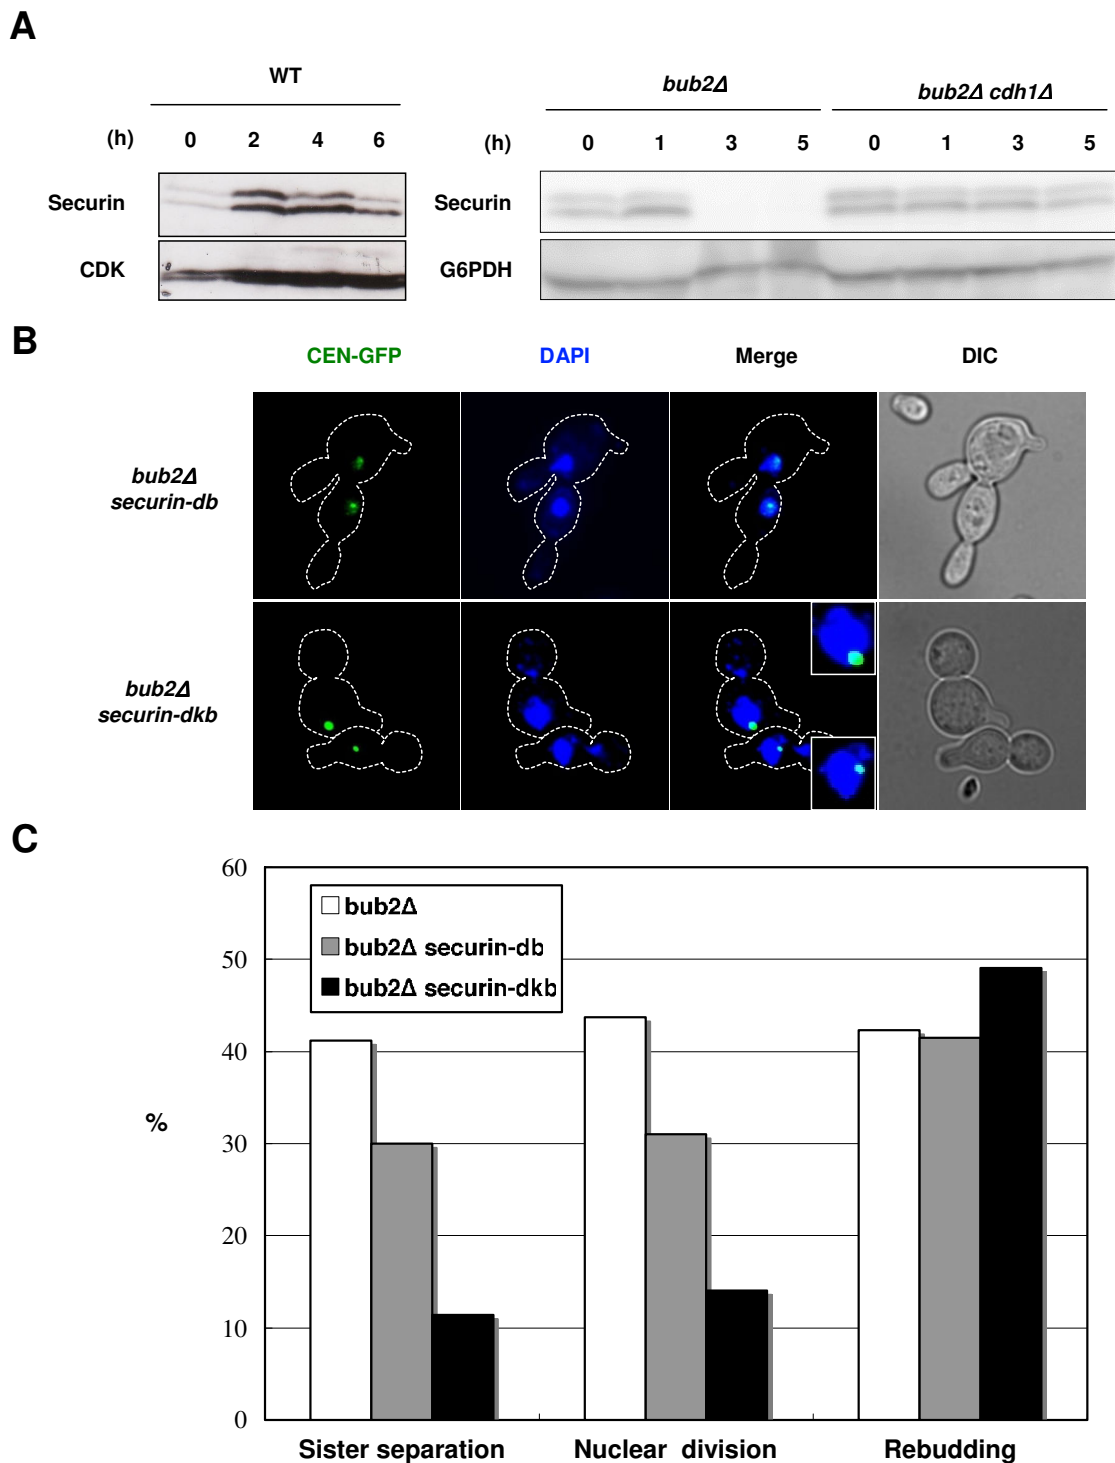 A
WT
bub2Δ
bub2Δ cdh1Δ
(h) 0 2 4 6
(h) 0 1 3 5 0 1 3 5
Securin
Securin
CDK
G6PDH
B
CEN-GFP DAPI Merge DIC
bub2Δ
securin-db
bub2Δ
securin-dkb
C
60
50
40
30
20
10
0
%
bub2Δ
bub2Δ securin-db
bub2Δ securin-dkb
Sister separation Nuclear division Rebudding